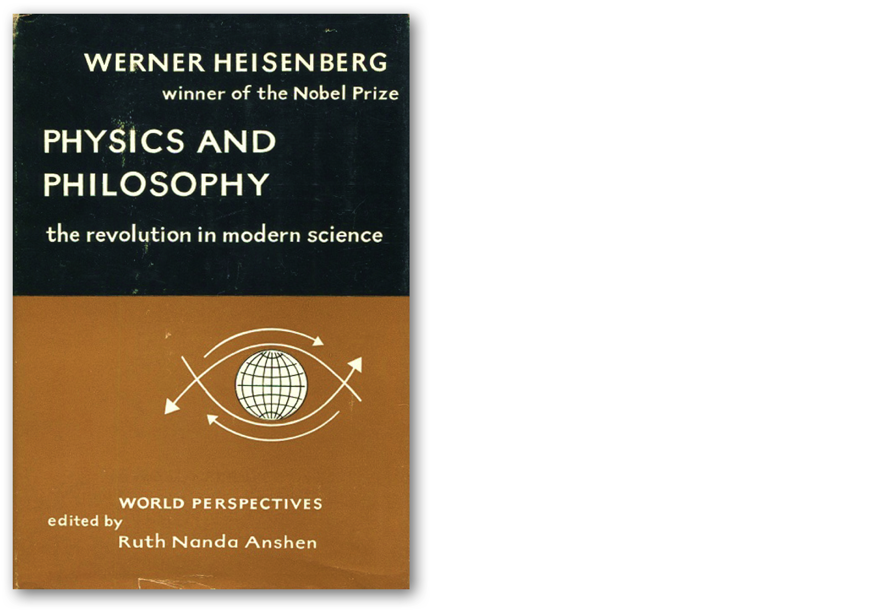 WERNER HEISENBERG
winner of the Nobel Prize
PHYSICS AND
PHILOSOPHY
the revolution in modern science
WORLD PERSPECTIVES
edited by
Ruth Nanda Anshen